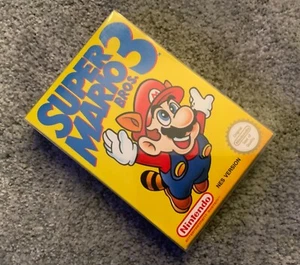 SUPER
MARIO
BROS.
3
Nintendo
NES VERSION